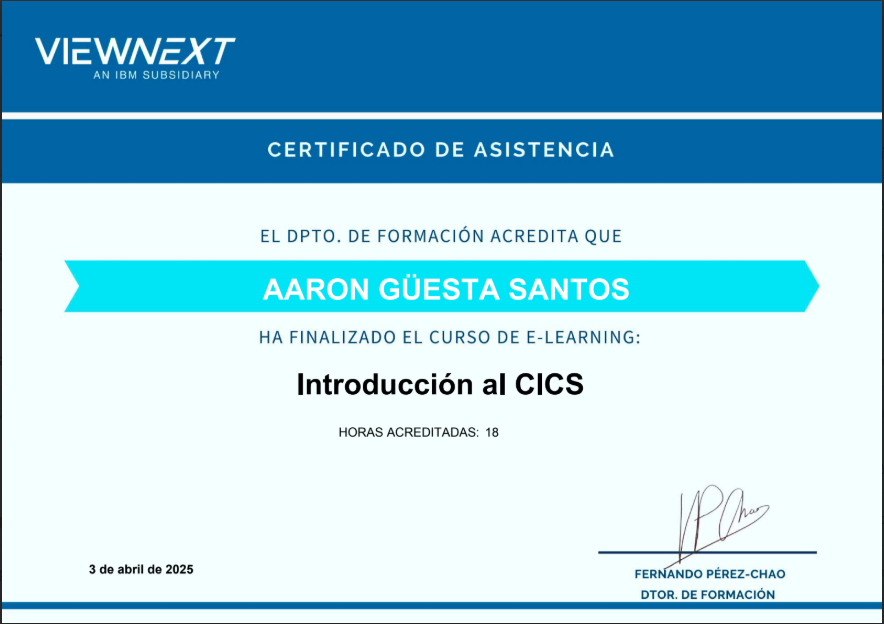 VIEWNEXT
AN IBM SUBSIDIARY
CERTIFICADO DE ASISTENCIA
EL DPTO. DE FORMACIÓN ACREDITA QUE
AARON GÜESTA SANTOS
HA FINALIZADO EL CURSO DE E-LEARNING:
Introducción al CICS
HORAS ACREDITADAS: 18
3 de abril de 2025
FERNANDO PÉREZ-CHAO
DTOR. DE FORMACIÓN